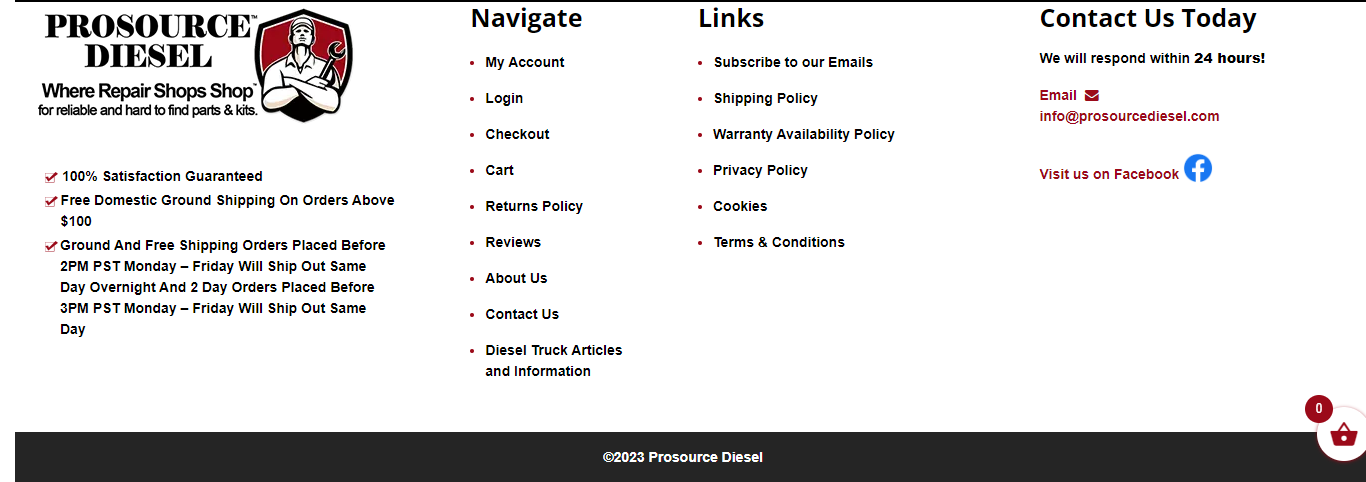 PROSOURCE™
DIESEL
Where Repair Shops Shop™
for reliable and hard to find parts & kits.
100% Satisfaction Guaranteed
Free Domestic Ground Shipping On Orders Above
$100
Ground And Free Shipping Orders Placed Before
2PM PST Monday – Friday Will Ship Out Same
Day Overnight And 2 Day Orders Placed Before
3PM PST Monday – Friday Will Ship Out Same
Day
Navigate
My Account
Login
Checkout
Cart
Returns Policy
Reviews
About Us
Contact Us
Diesel Truck Articles
and Information
Links
Subscribe to our Emails
Shipping Policy
Warranty Availability Policy
Privacy Policy
Cookies
Terms & Conditions
Contact Us Today
We will respond within 24 hours!
Email
info@prosourcediesel.com
Visit us on Facebook
0
©2023 Prosource Diesel